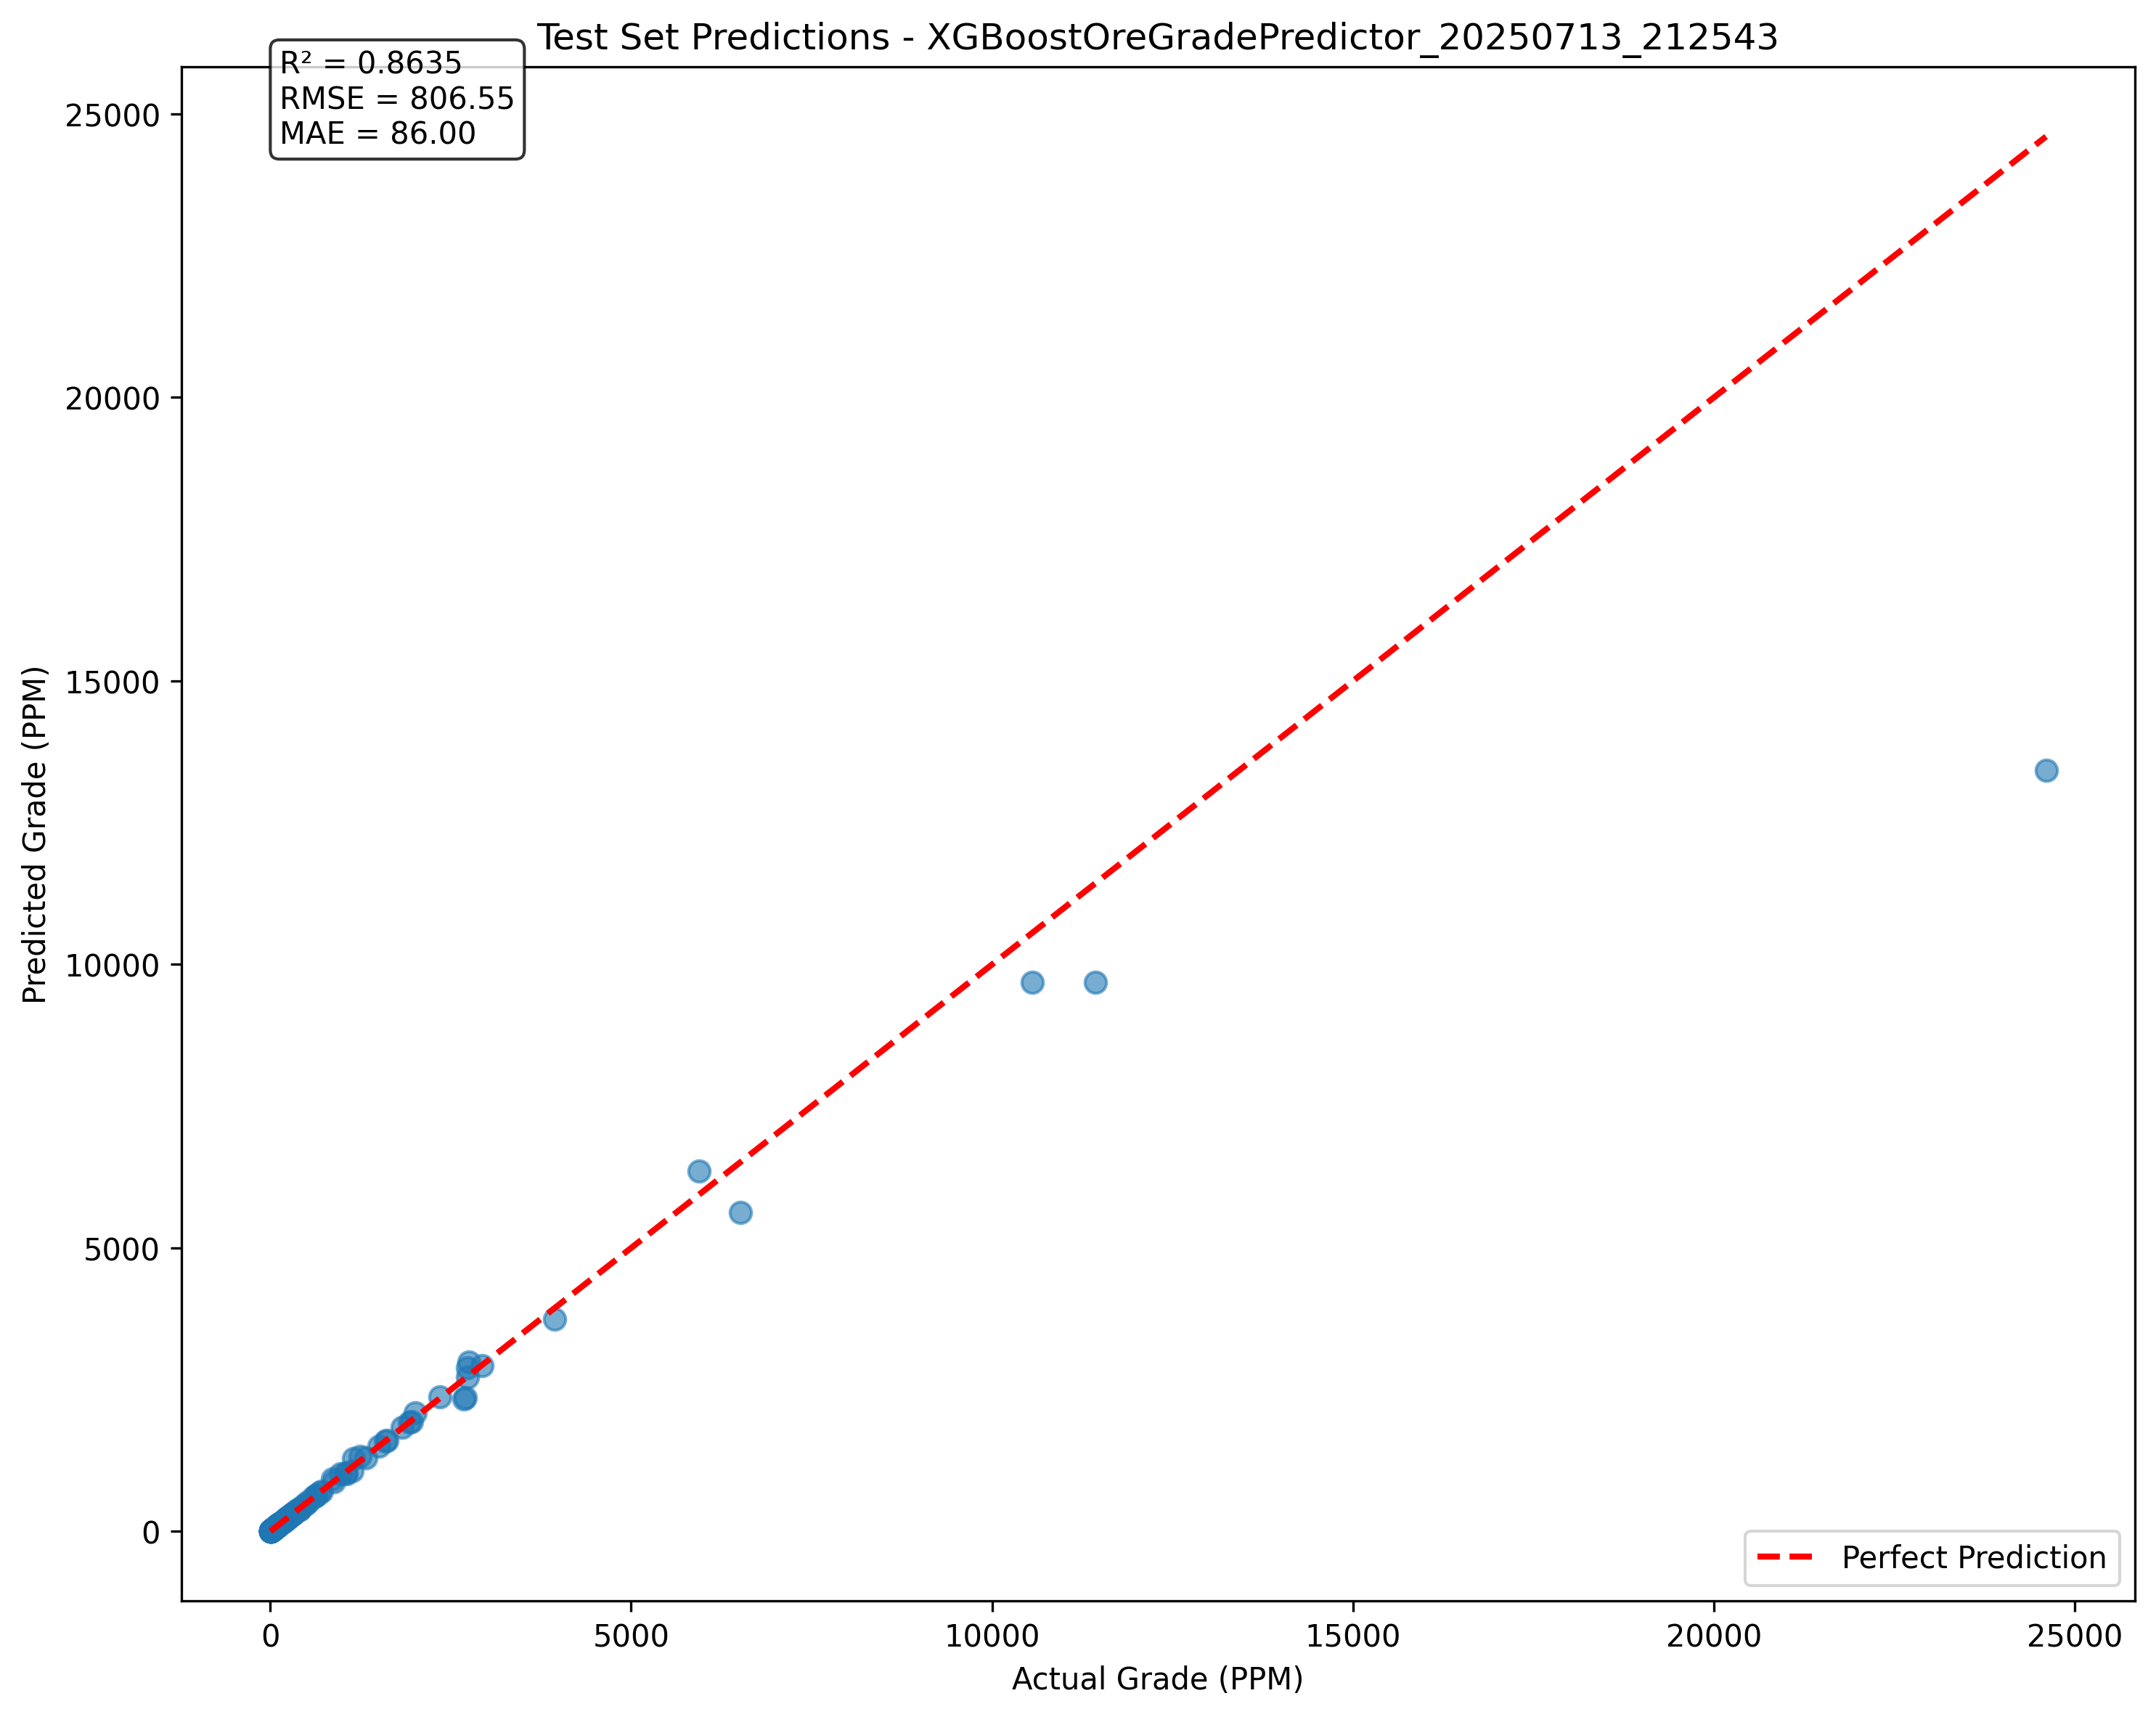 Test Set Predictions - XGBoostOreGradePredictor_20250713_212543
R² = 0.8635
RMSE = 806.55
MAE = 86.00
Predicted Grade (PPM)
25000
20000
15000
10000
5000
0
0 5000 10000 15000 20000 25000
Actual Grade (PPM)
Perfect Prediction